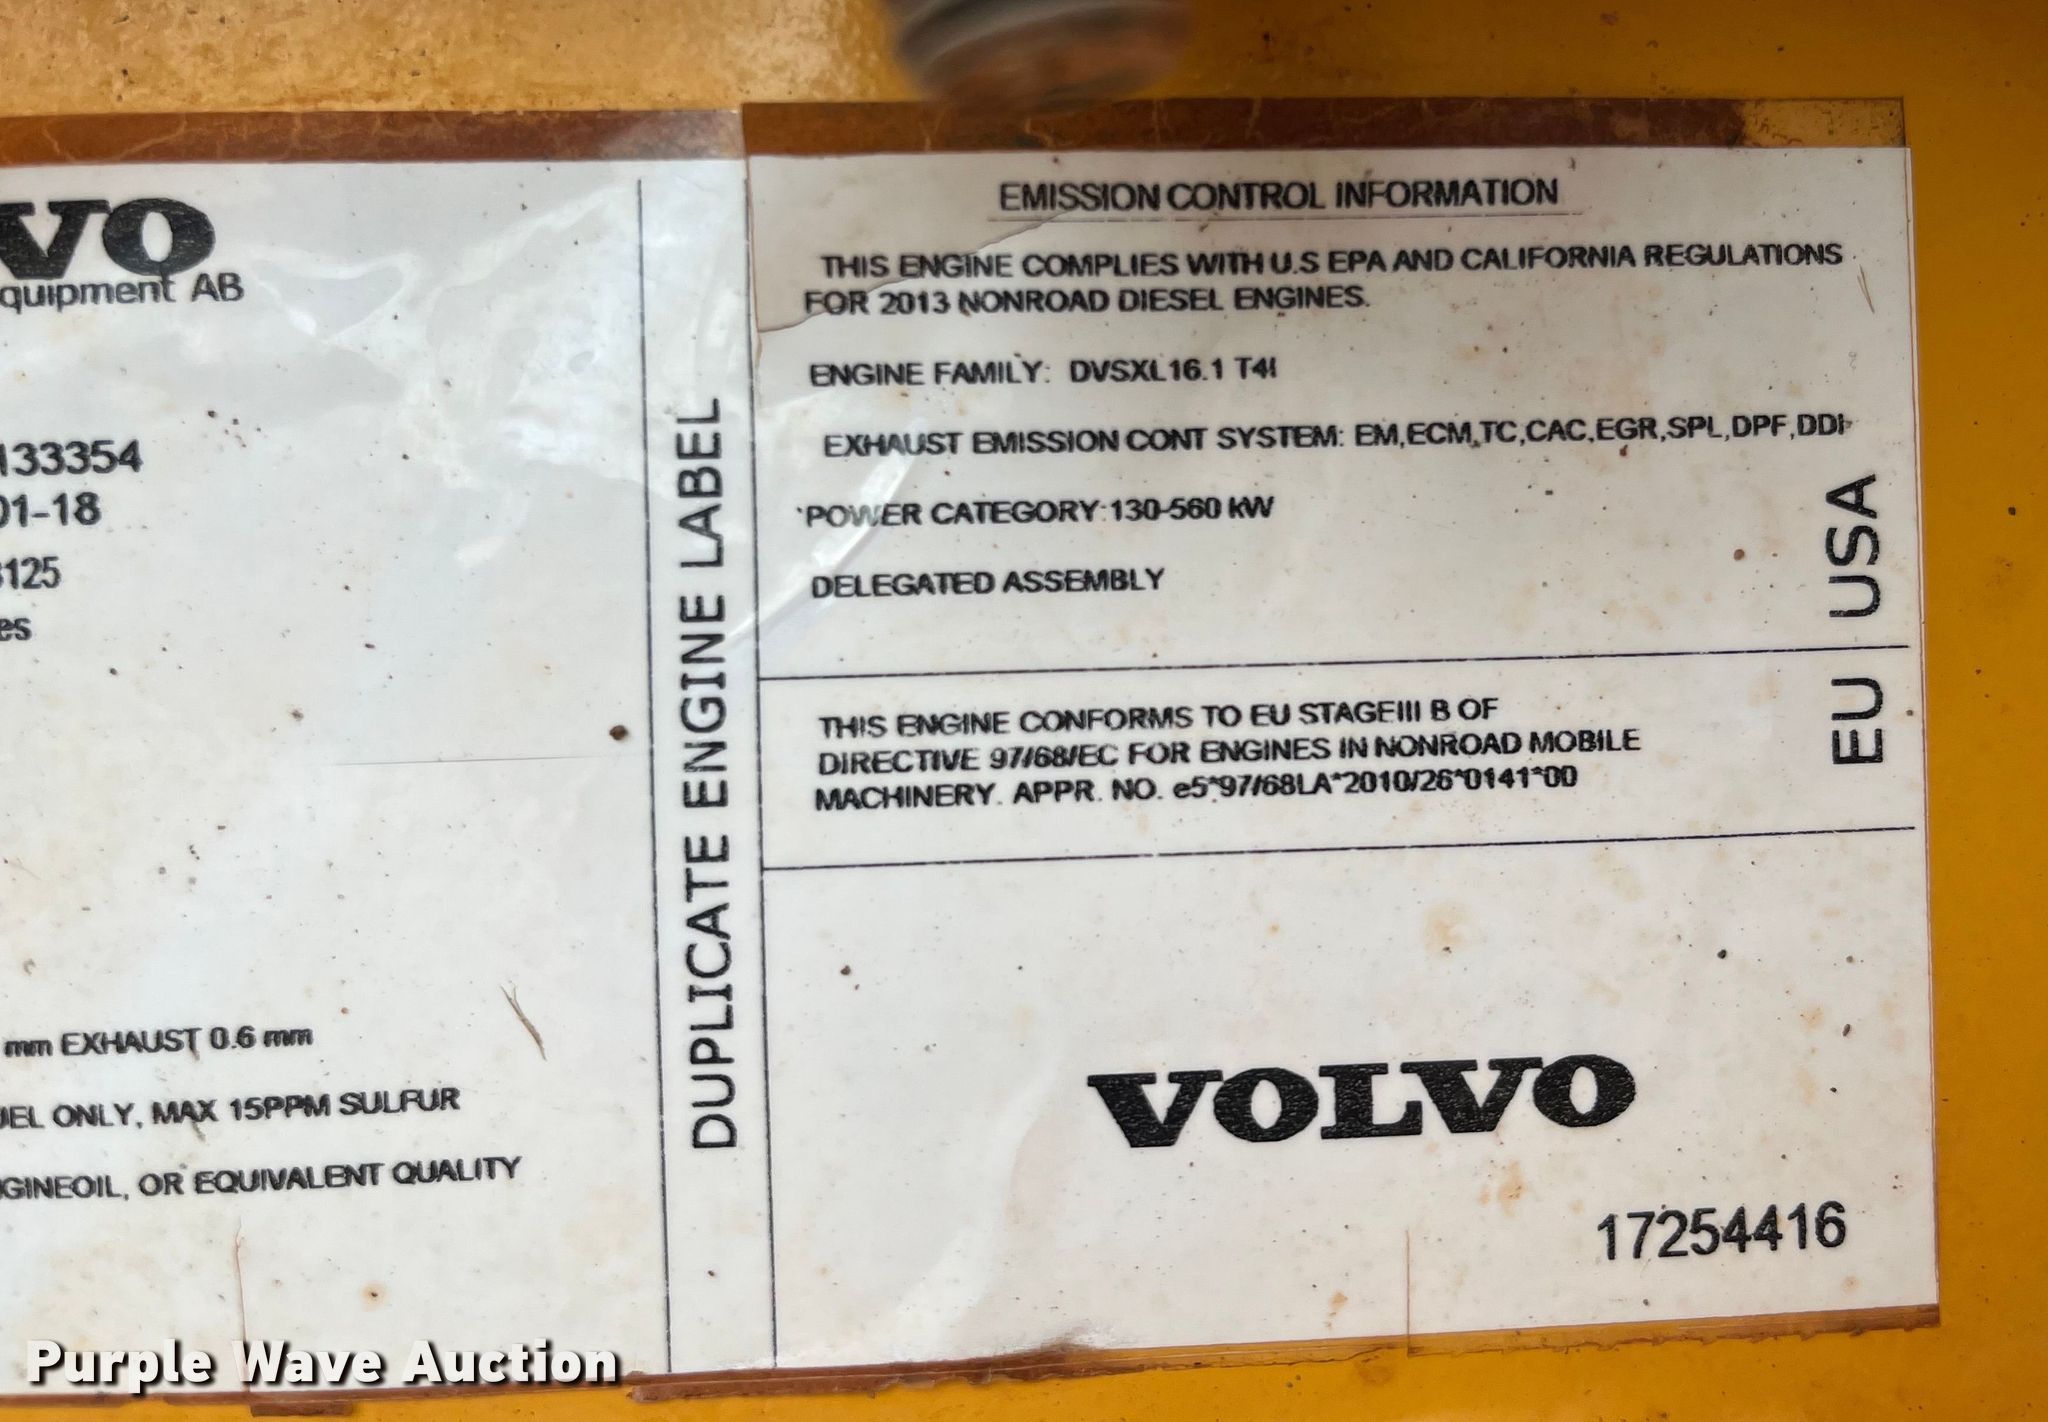 VO
quipment AB
133354
01-18
3125
es
mm EXHAUST 0.6 mm
UEL ONLY, MAX 15PPM SULFUR
GINEOIL, OR EQUIVALENT QUALITY
DUPLICATE ENGINE LABEL
EMISSION CONTROL INFORMATION
THIS ENGINE COMPLIES WITH U.S EPA AND CALIFORNIA REGULATIONS
FOR 2013 NONROAD DIESEL ENGINES.
ENGINE FAMILY: DVSXL16.1 T4I
EXHAUST EMISSION CONT SYSTEM: EM,ECM,TC,CAC,EGR,SPL,DPF,DDI
POWER CATEGORY:130-560 kW
DELEGATED ASSEMBLY
USA
THIS ENGINE CONFORMS TO EU STAGEIII B OF
DIRECTIVE 97/68/EC FOR ENGINES IN NONROAD MOBILE
MACHINERY. APPR. NO. e5*97/68LA*2010/26*0141*00
EU
VOLVO
17254416
Purple Wave Auction